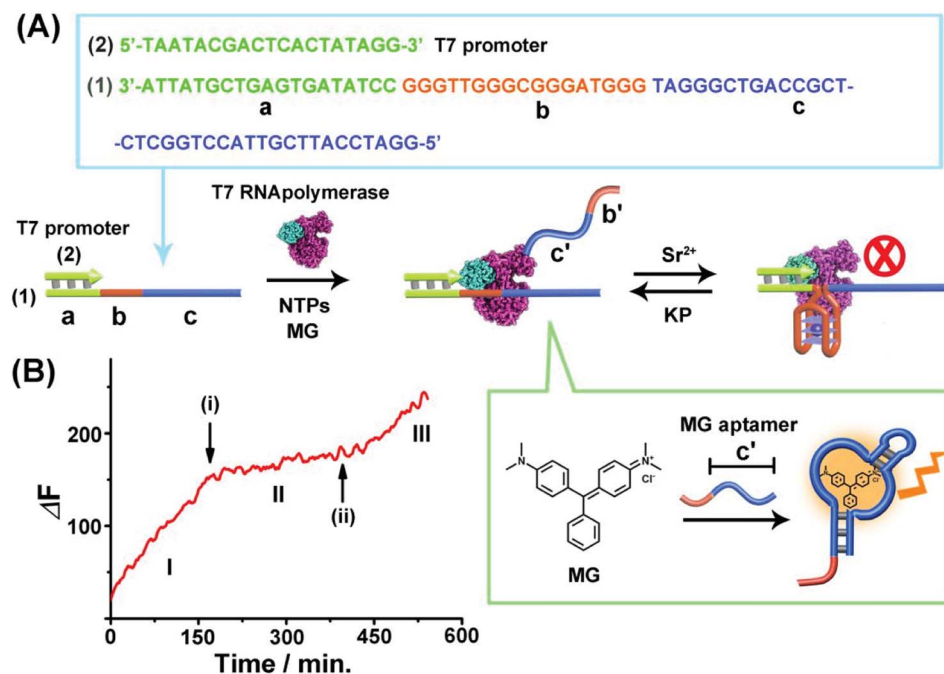 (A)
(2) 5'-TAATACGACTCACTATAGG-3' T7 promoter
(1) 3'-ATTATGCTGAGTGATATCC GGGTTGGGCGGGATGGG TAGGGCTGACCGCT-
a b c
-CTCGGTCCATTGCTTACCTAGG-5'
T7 promoter
(2)
(1)
a b c
T7 RNApolymerase
NTPs
MG
b'
c'
Sr2+
KP
X
(B)
ΔF
200
100
0 150 300 450 600
Time / min.
(i)
(ii)
I
II
III
N
N+
Cl-
MG
MG aptamer
c'
N
N+
Cl-